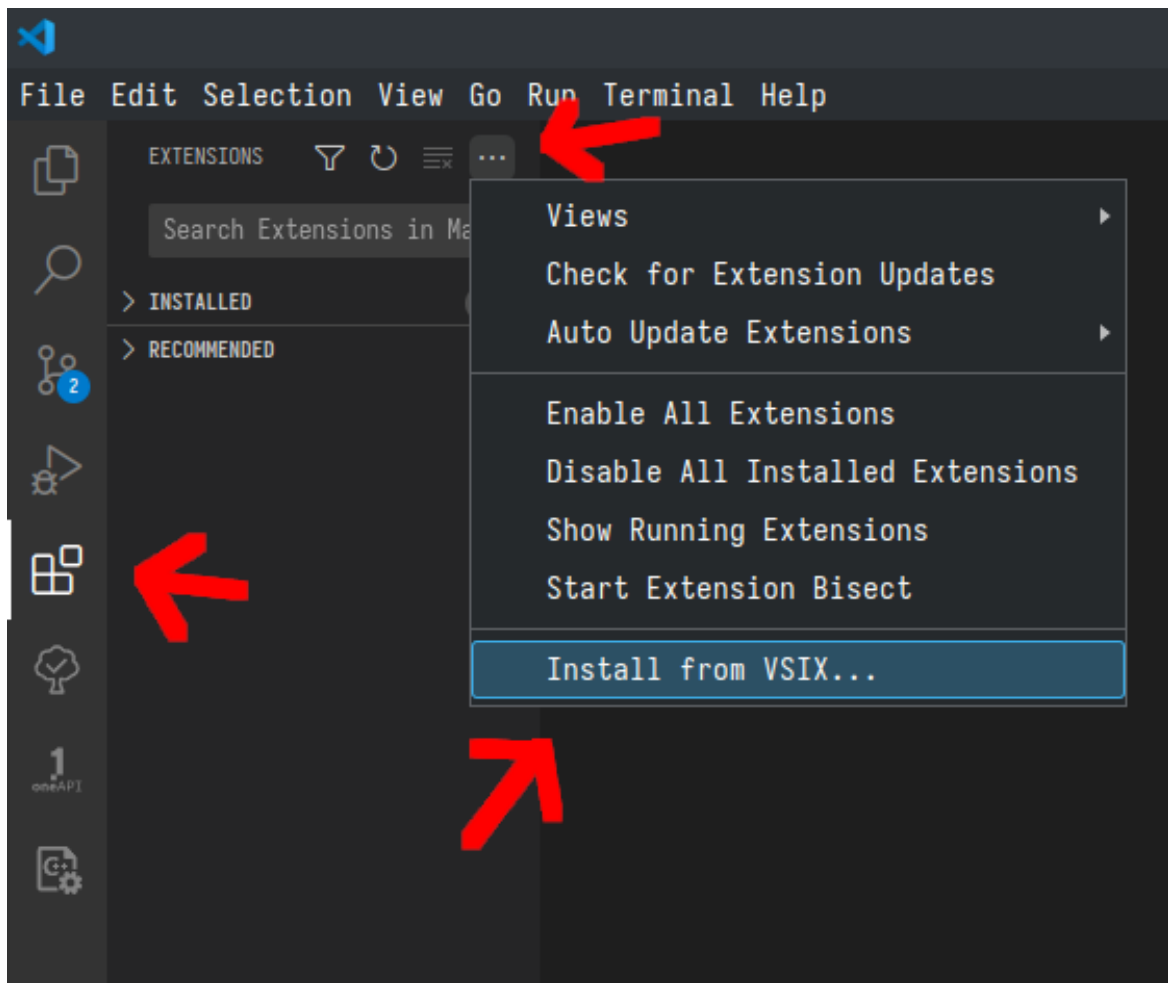 File Edit Selection View Go Run Terminal Help
EXTENSIONS
Search Extensions in Ma
INSTALLED
RECOMMENDED
2
1
oneAPI
C++
Views
Check for Extension Updates
Auto Update Extensions
Enable All Extensions
Disable All Installed Extensions
Show Running Extensions
Start Extension Bisect
Install from VSIX...